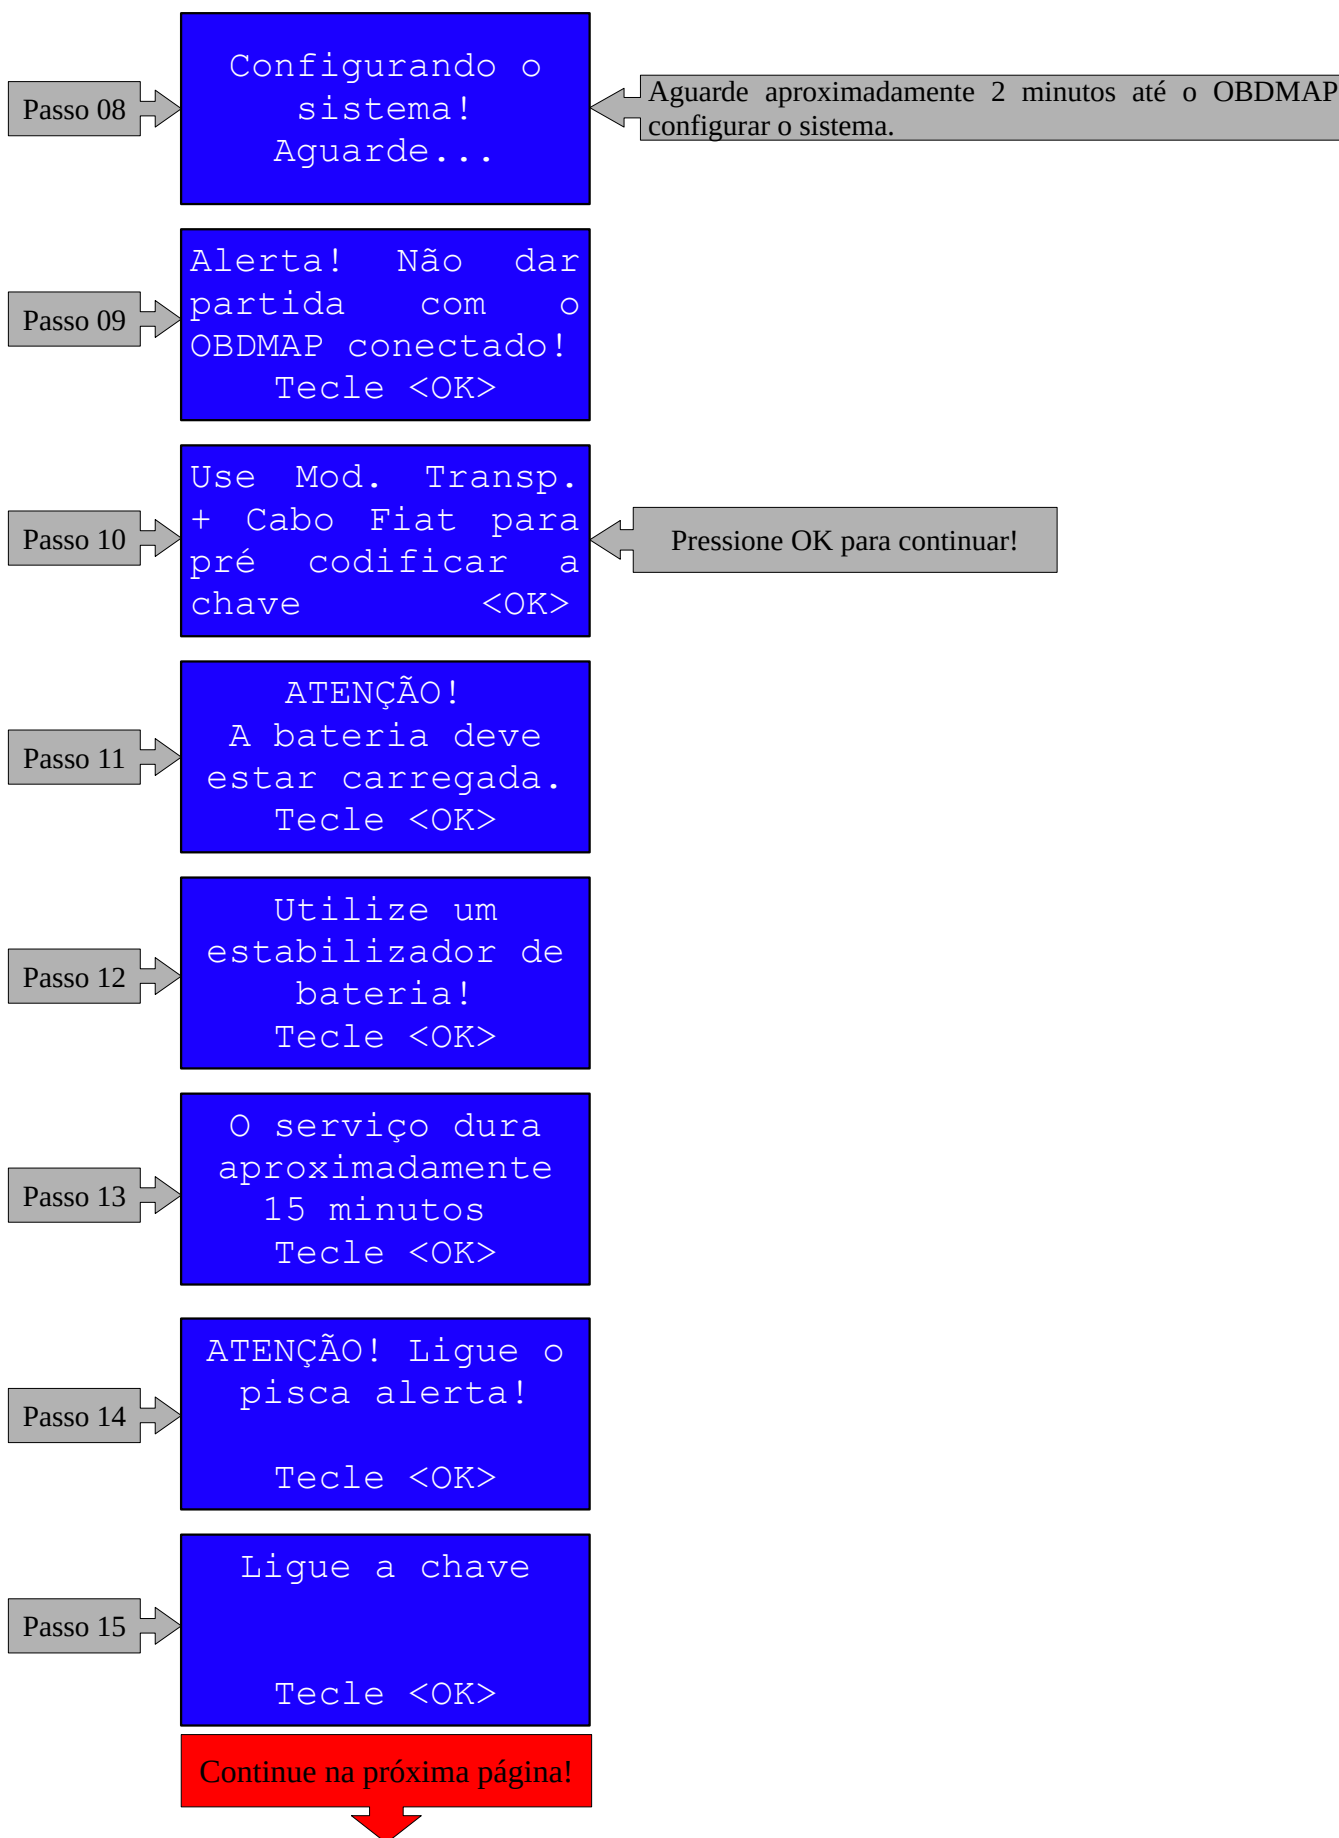 Passo 08
Configurando o
sistema!
Aguarde...
Aguarde aproximadamente 2 minutos até o OBDMAP
configurar o sistema.
Passo 09
Alerta! Não dar
partida com o
OBDMAP conectado!
Tecle <OK>
Passo 10
Use Mod. Transp.
+ Cabo Fiat para
pré codificar a
chave <OK>
Pressione OK para continuar!
Passo 11
ATENÇÃO!
A bateria deve
estar carregada.
Tecle <OK>
Passo 12
Utilize um
estabilizador de
bateria!
Tecle <OK>
Passo 13
O serviço dura
aproximadamente
15 minutos
Tecle <OK>
Passo 14
ATENÇÃO! Ligue o
pisca alerta!
Tecle <OK>
Passo 15
Ligue a chave
Tecle <OK>
Continue na próxima página!